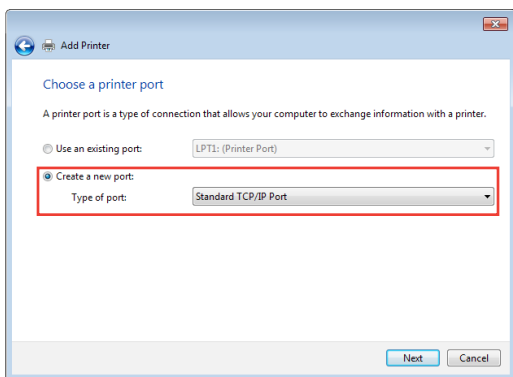 Add Printer
Choose a printer port
A printer port is a type of connection that allows your computer to exchange information with a printer.
Use an existing port: LPT1: (Printer Port)
Create a new port:
Type of port: Standard TCP/IP Port
Next Cancel